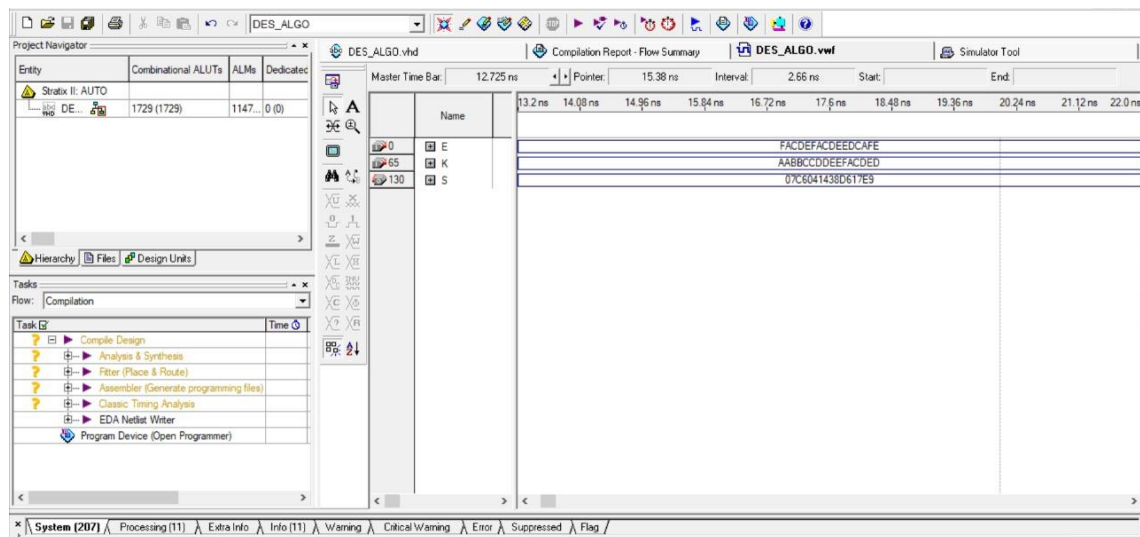 DES_ALGO
Project Navigator
Entity Combinational ALUTs ALMs Dedicated
Stratix II: AUTO
DE... 1729 (1729) 1147... 0 (0)
Hierarchy Files Design Units
Tasks
Flow: Compilation
Task Time
Compile Design
Analysis & Synthesis
Fitter (Place & Route)
Assembler (Generate programming files)
Classic Timing Analysis
EDA Netlist Writer
Program Device (Open Programmer)
DES_ALGO.vhd Compilation Report - Flow Summary DES_ALGO.vwf Simulator Tool
Master Time Bar: 12.725 ns Pointer: 15.38 ns Interval: 2.66 ns Start: End:
Name
13.2 ns 14.08 ns 14.96 ns 15.84 ns 16.72 ns 17.6 ns 18.48 ns 19.36 ns 20.24 ns 21.12 ns 22.0 ns
0 E FACDEFACDEEDCAFE
65 K AABBCCDDEEFACDED
130 S 07C6041438D617E9
System (207) Processing (11) Extra Info Info (11) Warning Critical Warning Error Suppressed Flag